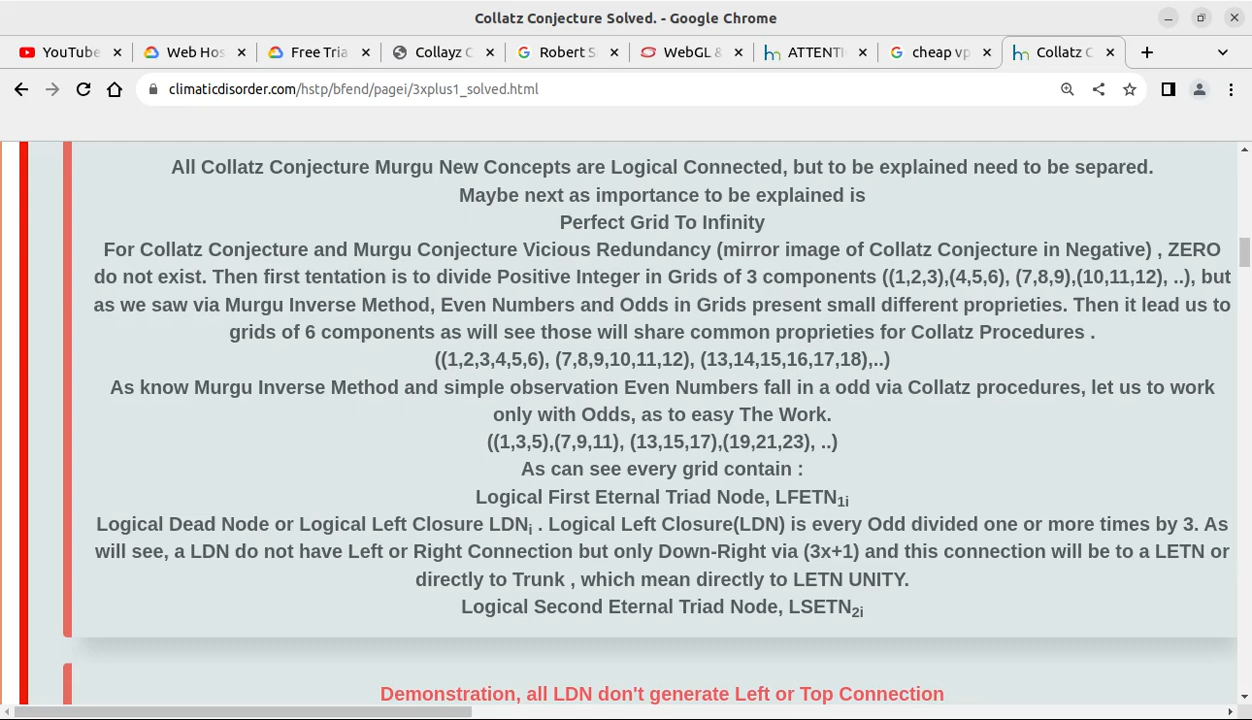 Collatz Conjecture Solved. - Google Chrome
YouTube
Web Hos
Free Tria
Collayz C
Robert S
WebGL &
ATTENTI
cheap vp
Collatz C
climaticdisorder.com/hstp/bfend/pagei/3xplus1_solved.html
All Collatz Conjecture Murgu New Concepts are Logical Connected, but to be explained need to be separed.
Maybe next as importance to be explained is
Perfect Grid To Infinity
For Collatz Conjecture and Murgu Conjecture Vicious Redundancy (mirror image of Collatz Conjecture in Negative) , ZERO
do not exist. Then first tentation is to divide Positive Integer in Grids of 3 components ((1,2,3),(4,5,6), (7,8,9),(10,11,12), ..), but
as we saw via Murgu Inverse Method, Even Numbers and Odds in Grids present small different proprieties. Then it lead us to
grids of 6 components as will see those will share common proprieties for Collatz Procedures .
((1,2,3,4,5,6), (7,8,9,10,11,12), (13,14,15,16,17,18),..)
As know Murgu Inverse Method and simple observation Even Numbers fall in a odd via Collatz procedures, let us to work
only with Odds, as to easy The Work.
((1,3,5),(7,9,11), (13,15,17),(19,21,23), ..)
As can see every grid contain :
Logical First Eternal Triad Node, LFETN1i
Logical Dead Node or Logical Left Closure LDNi . Logical Left Closure(LDN) is every Odd divided one or more times by 3. As
will see, a LDN do not have Left or Right Connection but only Down-Right via (3x+1) and this connection will be to a LETN or
directly to Trunk , which mean directly to LETN UNITY.
Logical Second Eternal Triad Node, LSETN2i
Demonstration, all LDN don't generate Left or Top Connection